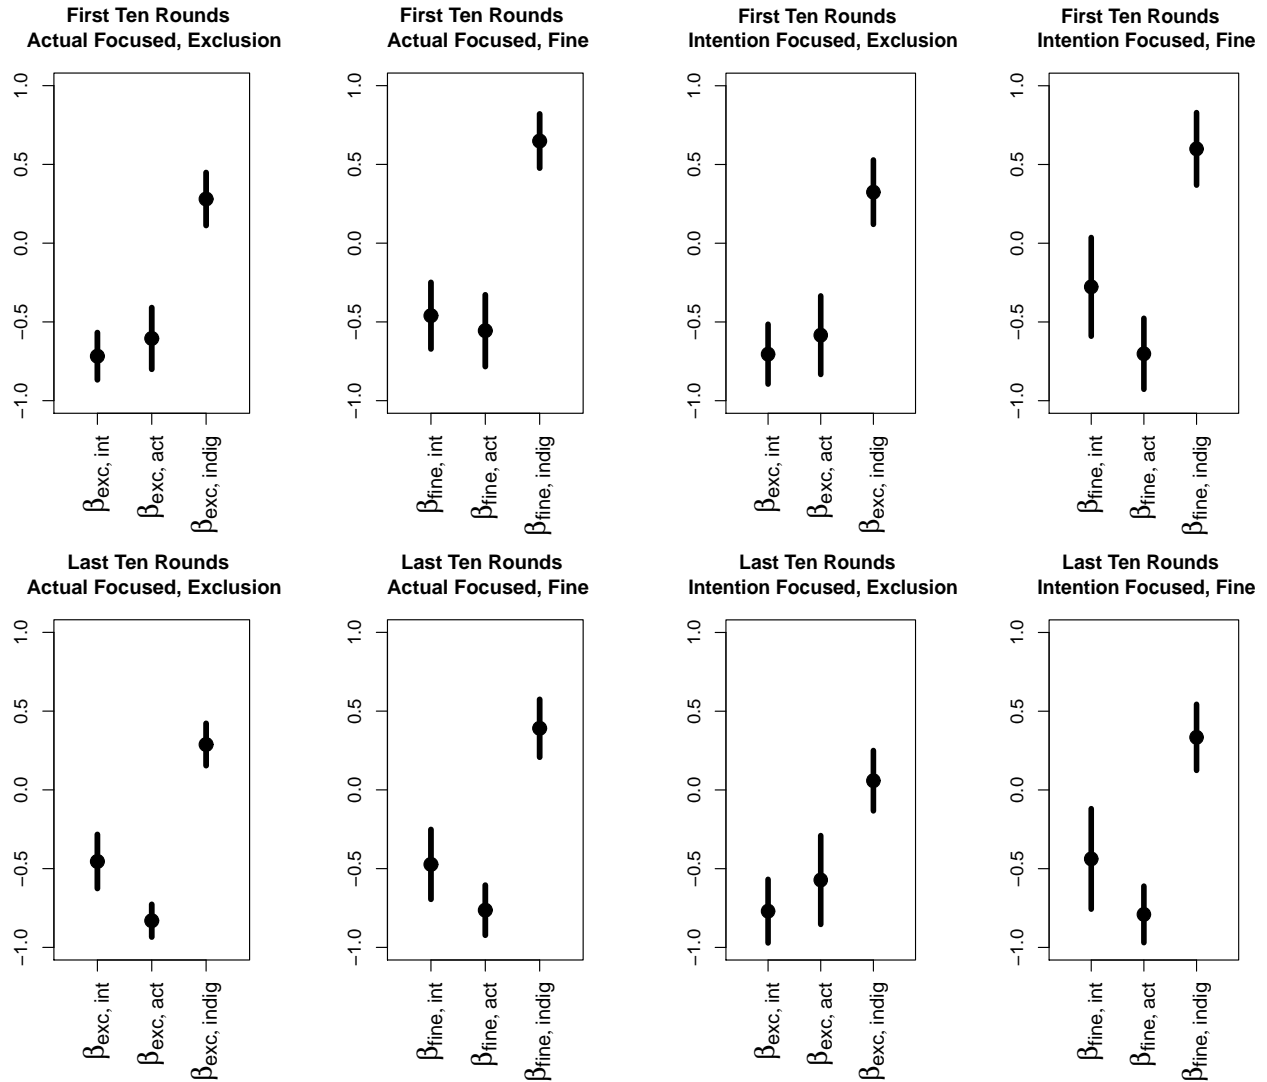 First Ten Rounds
Actual Focused, Exclusion
1.0
0.5
0.0
−0.5
−1.0
βexc, int
βexc, act
βexc, indig
First Ten Rounds
Actual Focused, Fine
1.0
0.5
0.0
−0.5
−1.0
βfine, int
βfine, act
βfine, indig
First Ten Rounds
Intention Focused, Exclusion
1.0
0.5
0.0
−0.5
−1.0
βexc, int
βexc, act
βexc, indig
First Ten Rounds
Intention Focused, Fine
1.0
0.5
0.0
−0.5
−1.0
βfine, int
βfine, act
βfine, indig
Last Ten Rounds
Actual Focused, Exclusion
1.0
0.5
0.0
−0.5
−1.0
βexc, int
βexc, act
βexc, indig
Last Ten Rounds
Actual Focused, Fine
1.0
0.5
0.0
−0.5
−1.0
βfine, int
βfine, act
βfine, indig
Last Ten Rounds
Intention Focused, Exclusion
1.0
0.5
0.0
−0.5
−1.0
βexc, int
βexc, act
βexc, indig
Last Ten Rounds
Intention Focused, Fine
1.0
0.5
0.0
−0.5
−1.0
βfine, int
βfine, act
βfine, indig